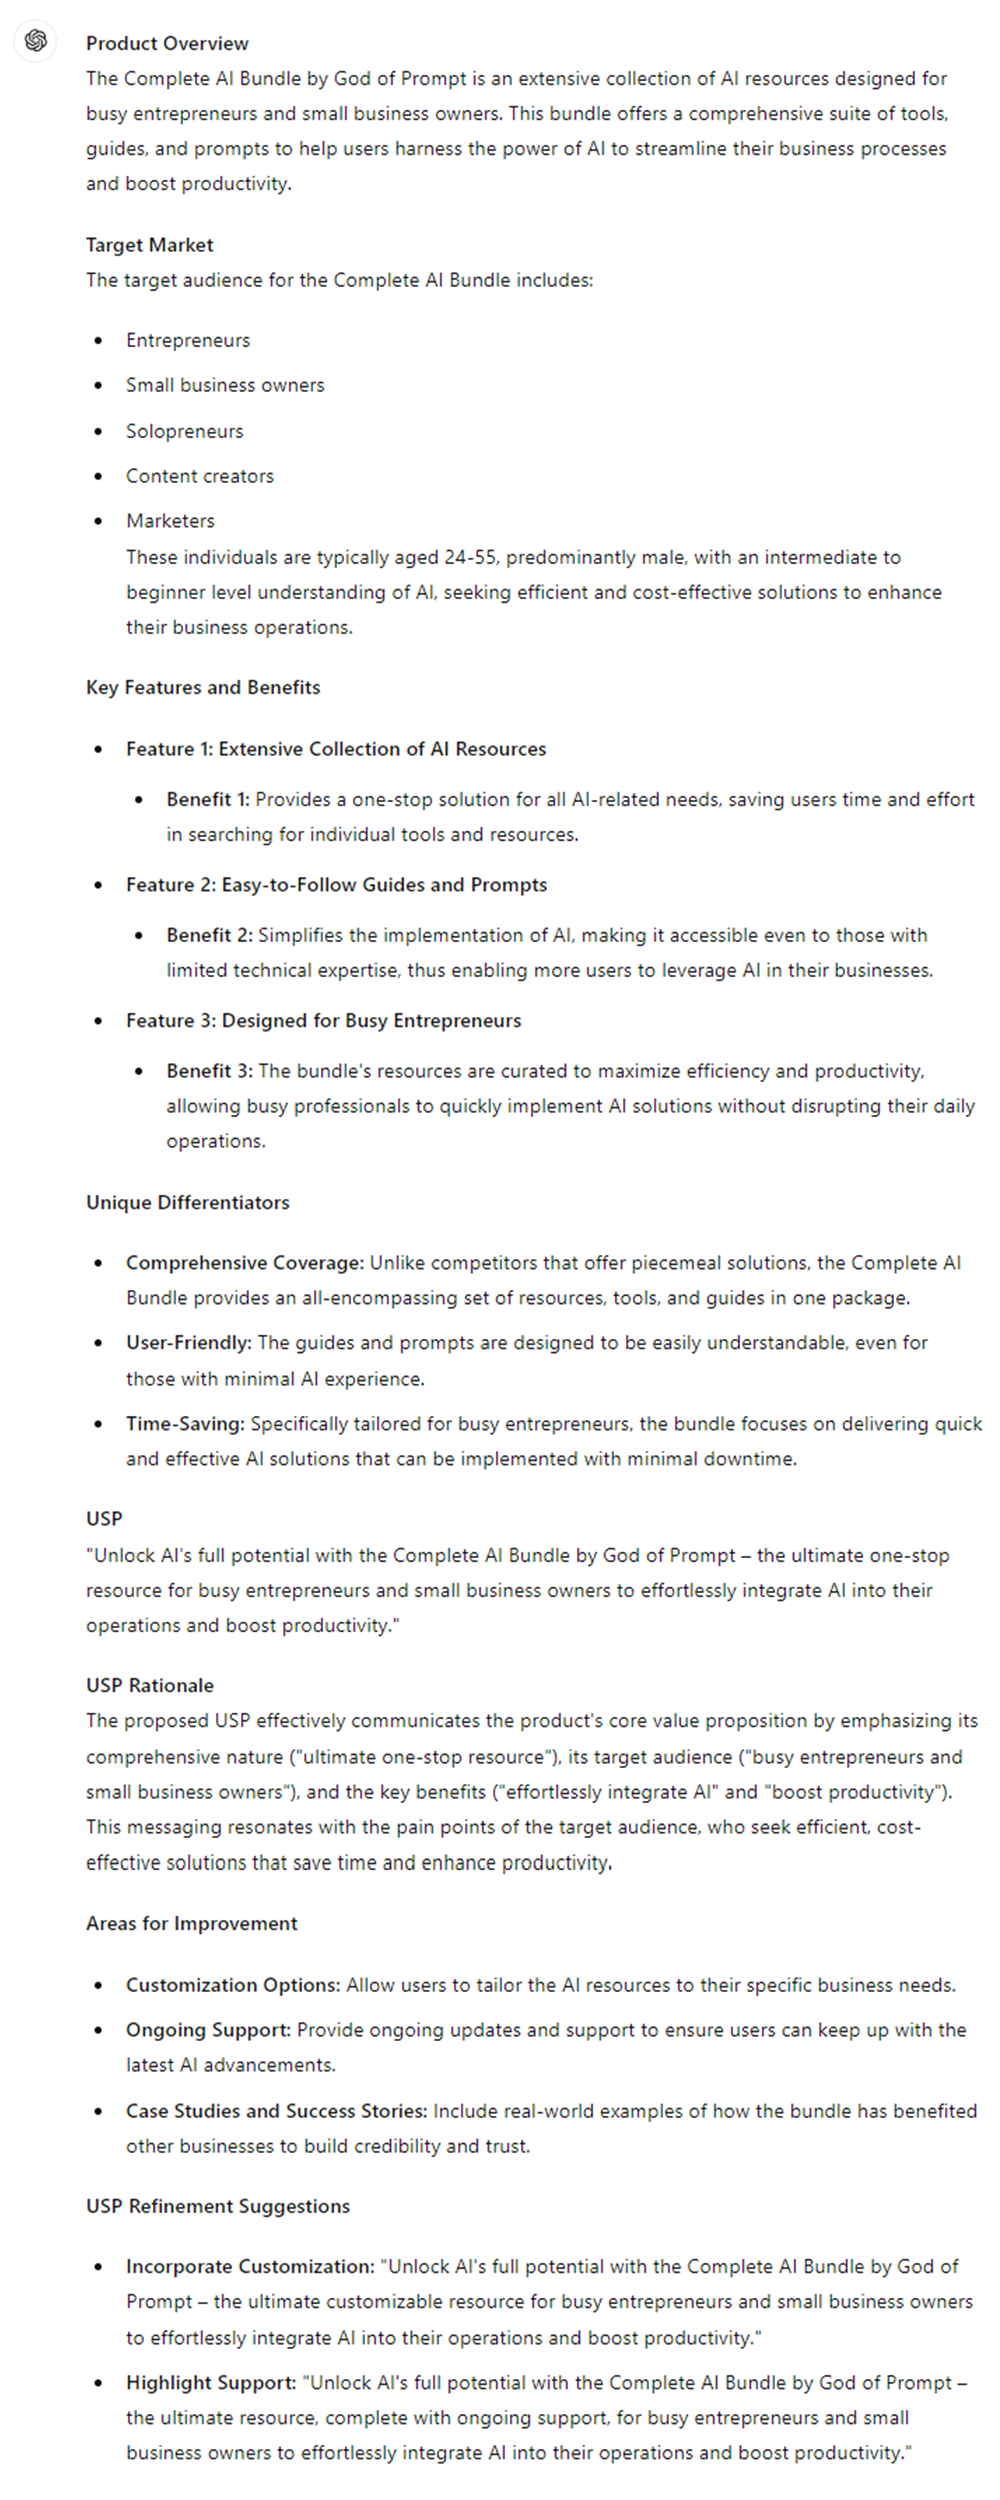 Product Overview
The Complete AI Bundle by God of Prompt is an extensive collection of AI resources designed for
busy entrepreneurs and small business owners. This bundle offers a comprehensive suite of tools,
guides, and prompts to help users harness the power of AI to streamline their business processes
and boost productivity.
Target Market
The target audience for the Complete AI Bundle includes:
• Entrepreneurs
• Small business owners
• Solopreneurs
• Content creators
• Marketers
These individuals are typically aged 24-55, predominantly male, with an intermediate to
beginner level understanding of AI, seeking efficient and cost-effective solutions to enhance
their business operations.
Key Features and Benefits
• Feature 1: Extensive Collection of AI Resources
• Benefit 1: Provides a one-stop solution for all AI-related needs, saving users time and effort
in searching for individual tools and resources.
• Feature 2: Easy-to-Follow Guides and Prompts
• Benefit 2: Simplifies the implementation of AI, making it accessible even to those with
limited technical expertise, thus enabling more users to leverage AI in their businesses.
• Feature 3: Designed for Busy Entrepreneurs
• Benefit 3: The bundle's resources are curated to maximize efficiency and productivity,
allowing busy professionals to quickly implement AI solutions without disrupting their daily
operations.
Unique Differentiators
• Comprehensive Coverage: Unlike competitors that offer piecemeal solutions, the Complete AI
Bundle provides an all-encompassing set of resources, tools, and guides in one package.
• User-Friendly: The guides and prompts are designed to be easily understandable, even for
those with minimal AI experience.
• Time-Saving: Specifically tailored for busy entrepreneurs, the bundle focuses on delivering quick
and effective AI solutions that can be implemented with minimal downtime.
USP
"Unlock AI's full potential with the Complete AI Bundle by God of Prompt – the ultimate one-stop
resource for busy entrepreneurs and small business owners to effortlessly integrate AI into their
operations and boost productivity."
USP Rationale
The proposed USP effectively communicates the product's core value proposition by emphasizing its
comprehensive nature ("ultimate one-stop resource"), its target audience ("busy entrepreneurs and
small business owners"), and the key benefits ("effortlessly integrate AI" and "boost productivity").
This messaging resonates with the pain points of the target audience, who seek efficient, cost-
effective solutions that save time and enhance productivity.
Areas for Improvement
• Customization Options: Allow users to tailor the AI resources to their specific business needs.
• Ongoing Support: Provide ongoing updates and support to ensure users can keep up with the
latest AI advancements.
• Case Studies and Success Stories: Include real-world examples of how the bundle has benefited
other businesses to build credibility and trust.
USP Refinement Suggestions
• Incorporate Customization: "Unlock AI's full potential with the Complete AI Bundle by God of
Prompt – the ultimate customizable resource for busy entrepreneurs and small business owners
to effortlessly integrate AI into their operations and boost productivity."
• Highlight Support: "Unlock AI's full potential with the Complete AI Bundle by God of Prompt –
the ultimate resource, complete with ongoing support, for busy entrepreneurs and small
business owners to effortlessly integrate AI into their operations and boost productivity."